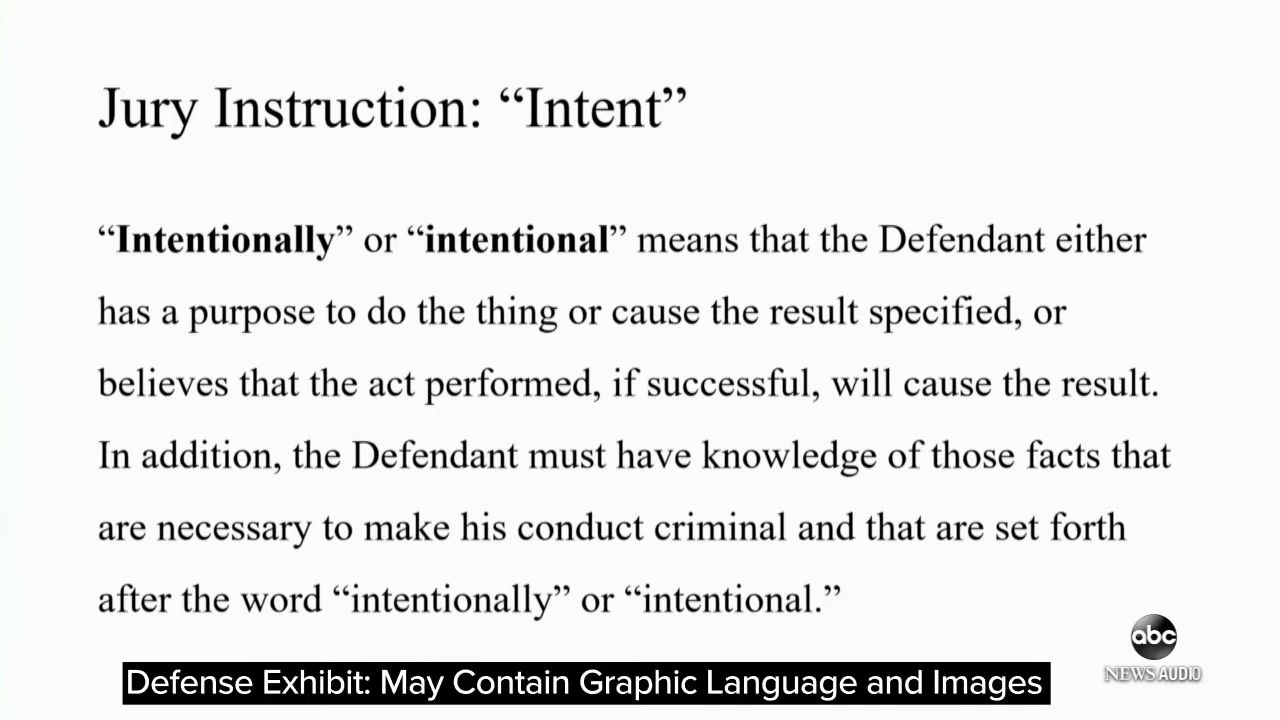 Jury Instruction: “Intent”
“Intentionally” or “intentional” means that the Defendant either
has a purpose to do the thing or cause the result specified, or
believes that the act performed, if successful, will cause the result.
In addition, the Defendant must have knowledge of those facts that
are necessary to make his conduct criminal and that are set forth
after the word “intentionally” or “intentional.”
abc
NEWS AUDIO
Defense Exhibit: May Contain Graphic Language and Images